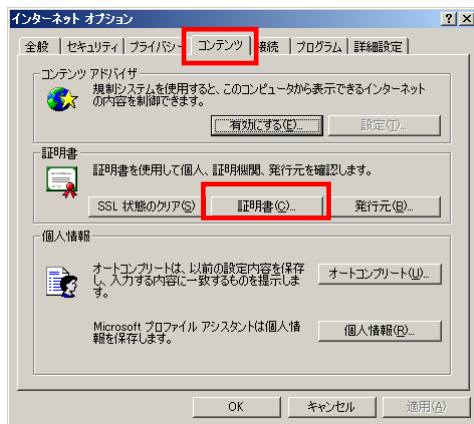 インターネット オプション
全般 セキュリティ プライバシー コンテンツ 接続 プログラム 詳細設定
コンテンツ アドバイザ
規制システムを使用すると、このコンピュータから表示できるインターネット
の内容を制御できます。
有効にする(E)... 設定(T)...
証明書
証明書を使用して個人、証明機関、発行元を確認します。
SSL 状態のクリア(S) 証明書(C)... 発行元(B)...
個人情報
オートコンプリートは、以前の設定内容を保存
し、入力する内容に一致するものを提示しま
す。
オートコンプリート(U)...
Microsoft プロファイル アシスタントは個人情
報を保存します。
個人情報(R)...
OK キャンセル 適用(A)